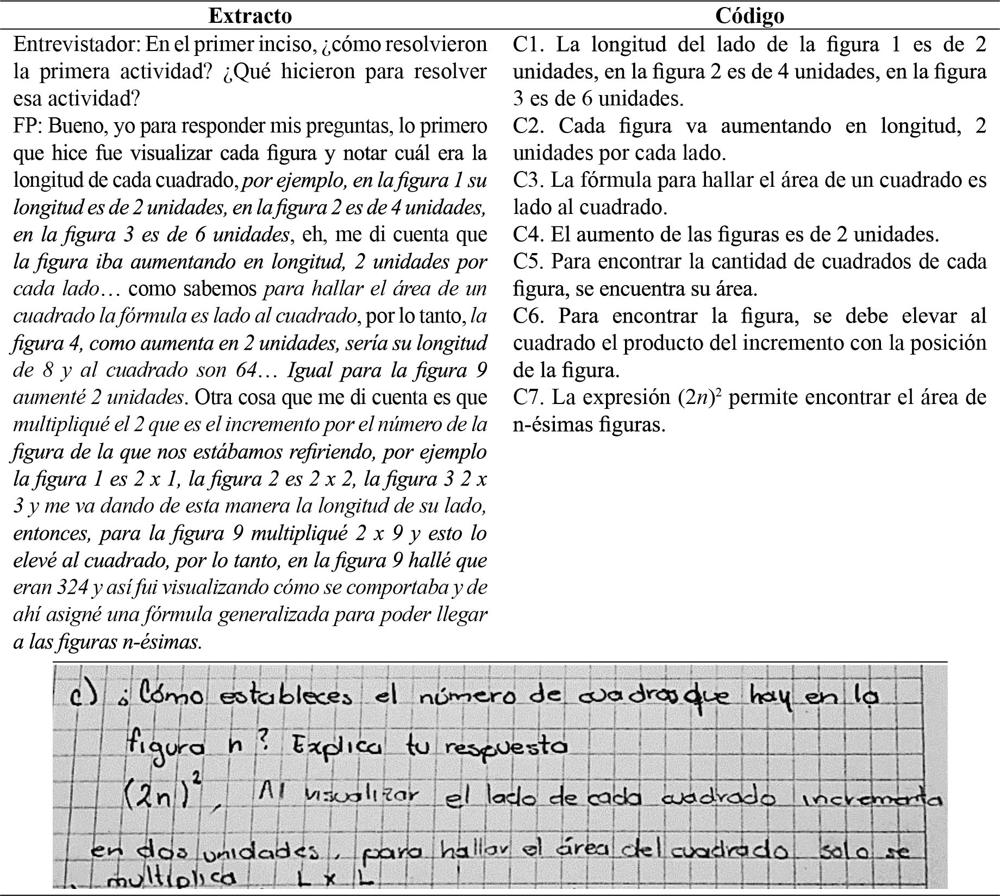 Extracto
Código
Entrevistador: En el primer inciso, ¿cómo resolvieron
la primera actividad? ¿Qué hicieron para resolver
esa actividad?
FP: Bueno, yo para responder mis preguntas, lo primero
que hice fue visualizar cada figura y notar cuál era la
longitud de cada cuadrado, por ejemplo, en la figura 1 su
longitud es de 2 unidades, en la figura 2 es de 4 unidades,
en la figura 3 es de 6 unidades, eh, me di cuenta que
la figura iba aumentando en longitud, 2 unidades por
cada lado… como sabemos para hallar el área de un
cuadrado la fórmula es lado al cuadrado, por lo tanto, la
figura 4, como aumenta en 2 unidades, sería su longitud
de 8 y al cuadrado son 64… Igual para la figura 9
aumenté 2 unidades. Otra cosa que me di cuenta es que
multipliqué el 2 que es el incremento por el número de la
figura de la que nos estábamos refiriendo, por ejemplo
la figura 1 es 2 x 1, la figura 2 es 2 x 2, la figura 3 2 x
3 y me va dando de esta manera la longitud de su lado,
entonces, para la figura 9 multipliqué 2 x 9 y esto lo
elevé al cuadrado, por lo tanto, en la figura 9 hallé que
eran 324 y así fui visualizando cómo se comportaba y de
ahí asigné una fórmula generalizada para poder llegar
a las figuras n-ésimas.
C1. La longitud del lado de la figura 1 es de 2
unidades, en la figura 2 es de 4 unidades, en la figura
3 es de 6 unidades.
C2. Cada figura va aumentando en longitud, 2
unidades por cada lado.
C3. La fórmula para hallar el área de un cuadrado es
lado al cuadrado.
C4. El aumento de las figuras es de 2 unidades.
C5. Para encontrar la cantidad de cuadrados de cada
figura, se encuentra su área.
C6. Para encontrar la figura, se debe elevar al
cuadrado el producto del incremento con la posición
de la figura.
C7. La expresión (2n)² permite encontrar el área de
n-ésimas figuras.
c) ¿Cómo estableces el número de cuadros que hay en la
figura n? Explica tu respuesta
(2n)², Al visualizar el lado de cada cuadrado incrementa
en dos unidades, para hallar el área del cuadrado solo se
multiplica L x L